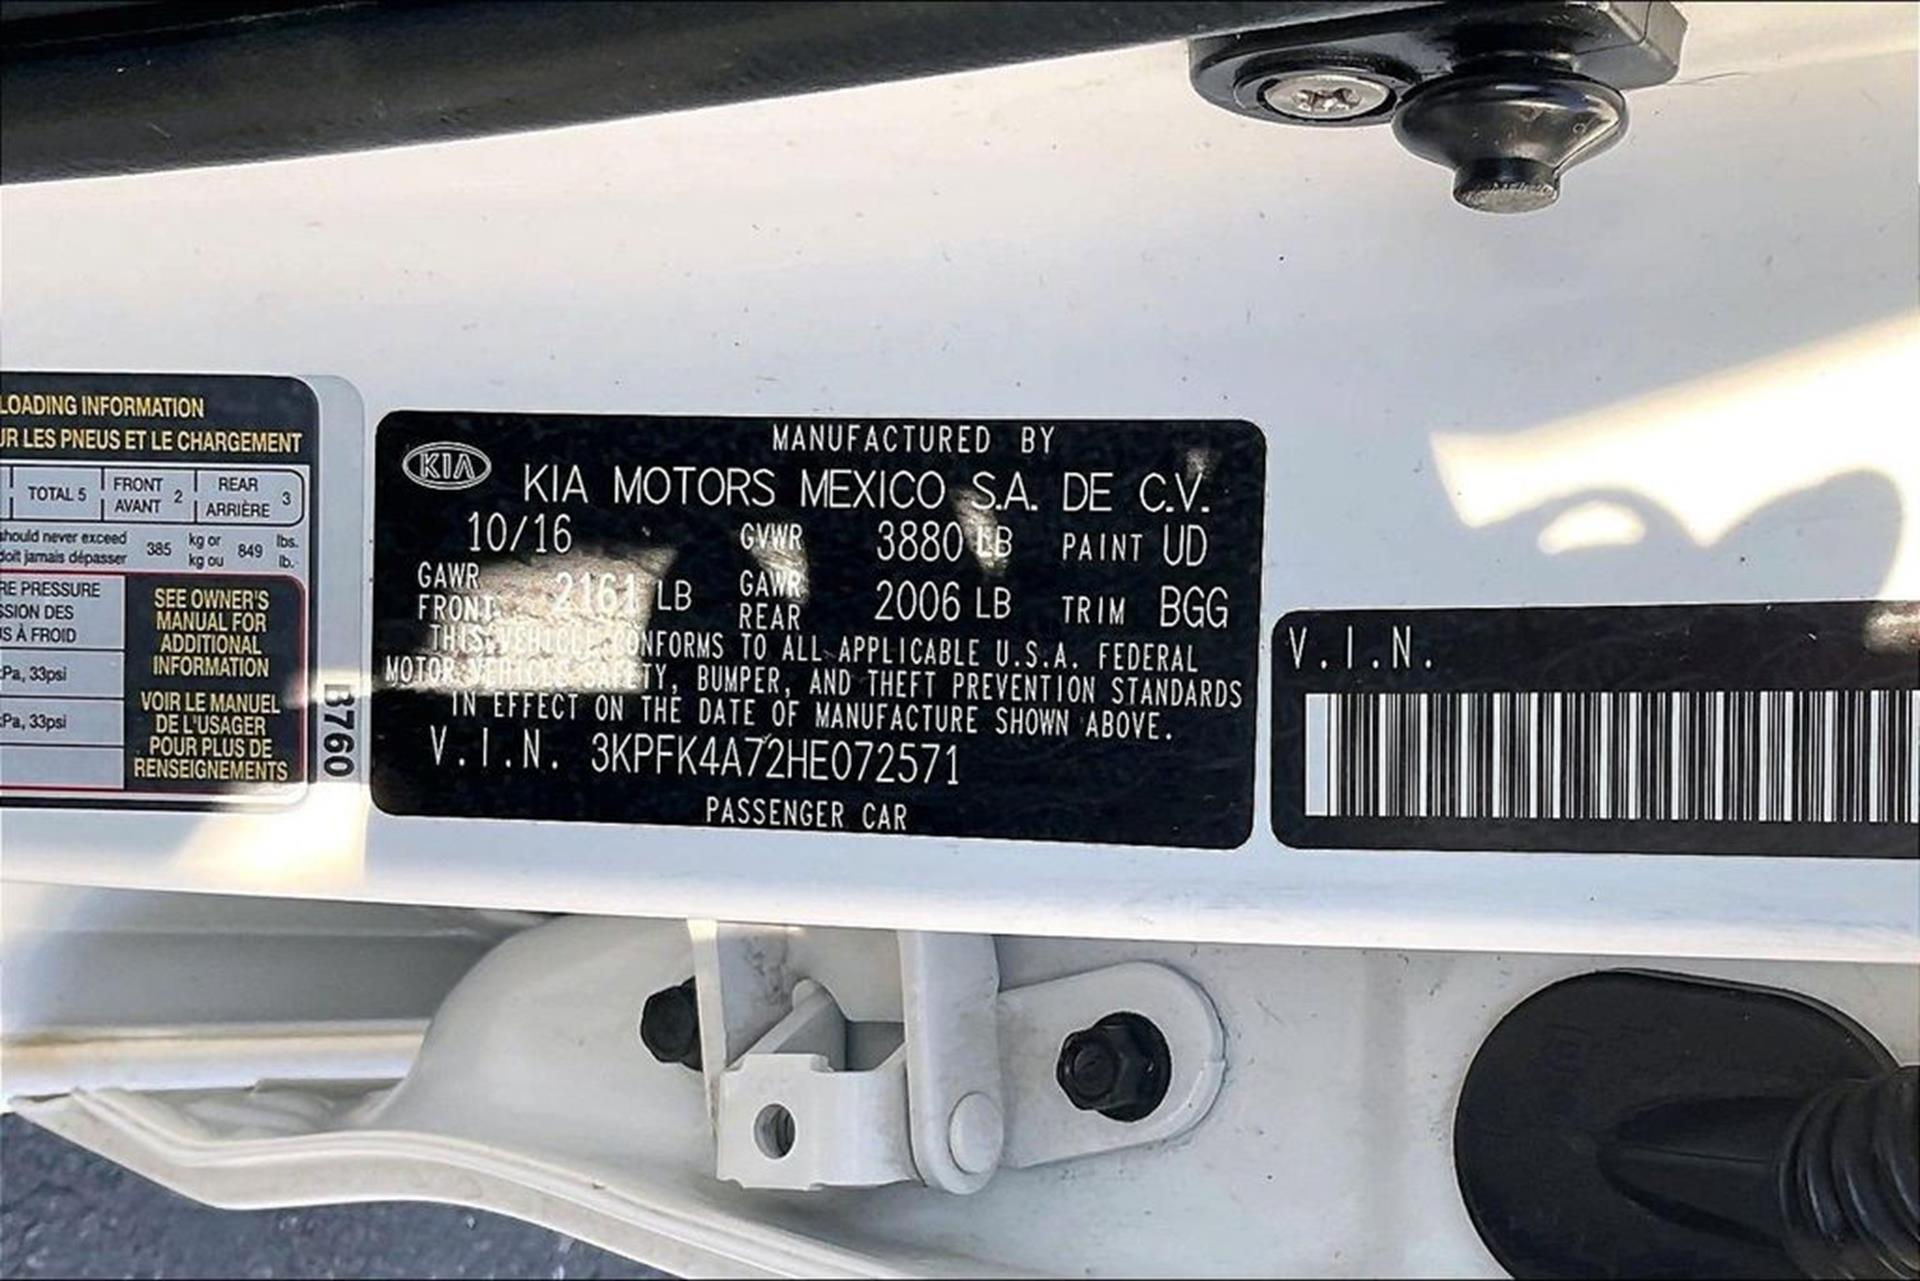 LOADING INFORMATION
UR LES PNEUS ET LE CHARGEMENT
TOTAL 5 FRONT AVANT 2 REAR ARRIÈRE 3
should never exceed 385 kg or 849 lbs.
doit jamais dépasser kg ou lb.
RE PRESSURE
SSION DES
S À FROID
kPa, 33psi
kPa, 33psi
SEE OWNER'S
MANUAL FOR
ADDITIONAL
INFORMATION
VOIR LE MANUEL
DE L'USAGER
POUR PLUS DE
RENSEIGNEMENTS
B760
KIA
MANUFACTURED BY
KIA MOTORS MEXICO S.A. DE C.V.
10/16 GVWR 3880 LB PAINT UD
GAWR FRONT 2161 LB GAWR REAR 2006 LB TRIM BGG
THIS VEHICLE CONFORMS TO ALL APPLICABLE U.S.A. FEDERAL
MOTOR VEHICLE SAFETY, BUMPER, AND THEFT PREVENTION STANDARDS
IN EFFECT ON THE DATE OF MANUFACTURE SHOWN ABOVE.
V.I.N. 3KPFK4A72HE072571
PASSENGER CAR
V.I.N.